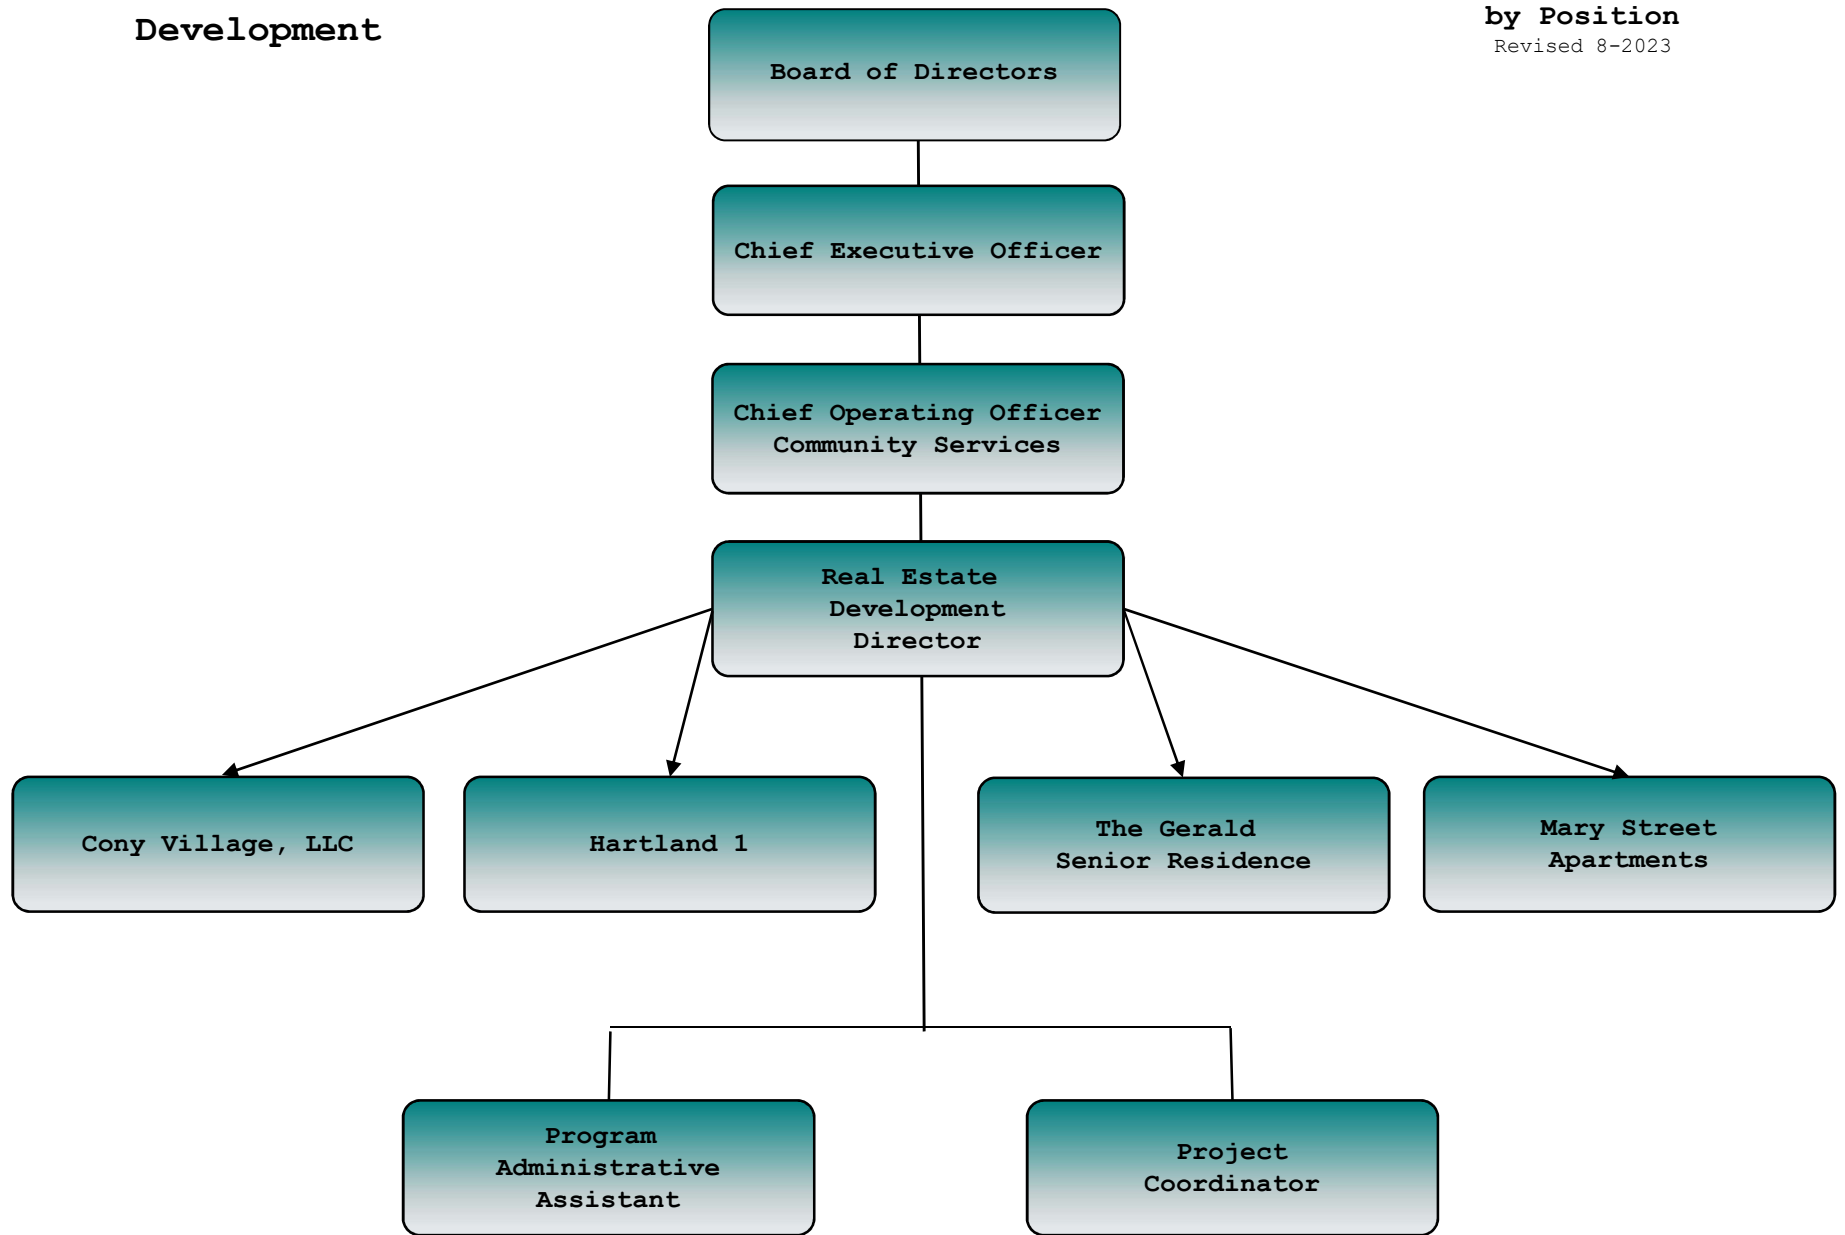 Development
by Position
Revised 8-2023
Board of Directors
Chief Executive Officer
Chief Operating Officer
Community Services
Real Estate
Development
Director
Cony Village, LLC
Hartland 1
The Gerald
Senior Residence
Mary Street
Apartments
Program
Administrative
Assistant
Project
Coordinator